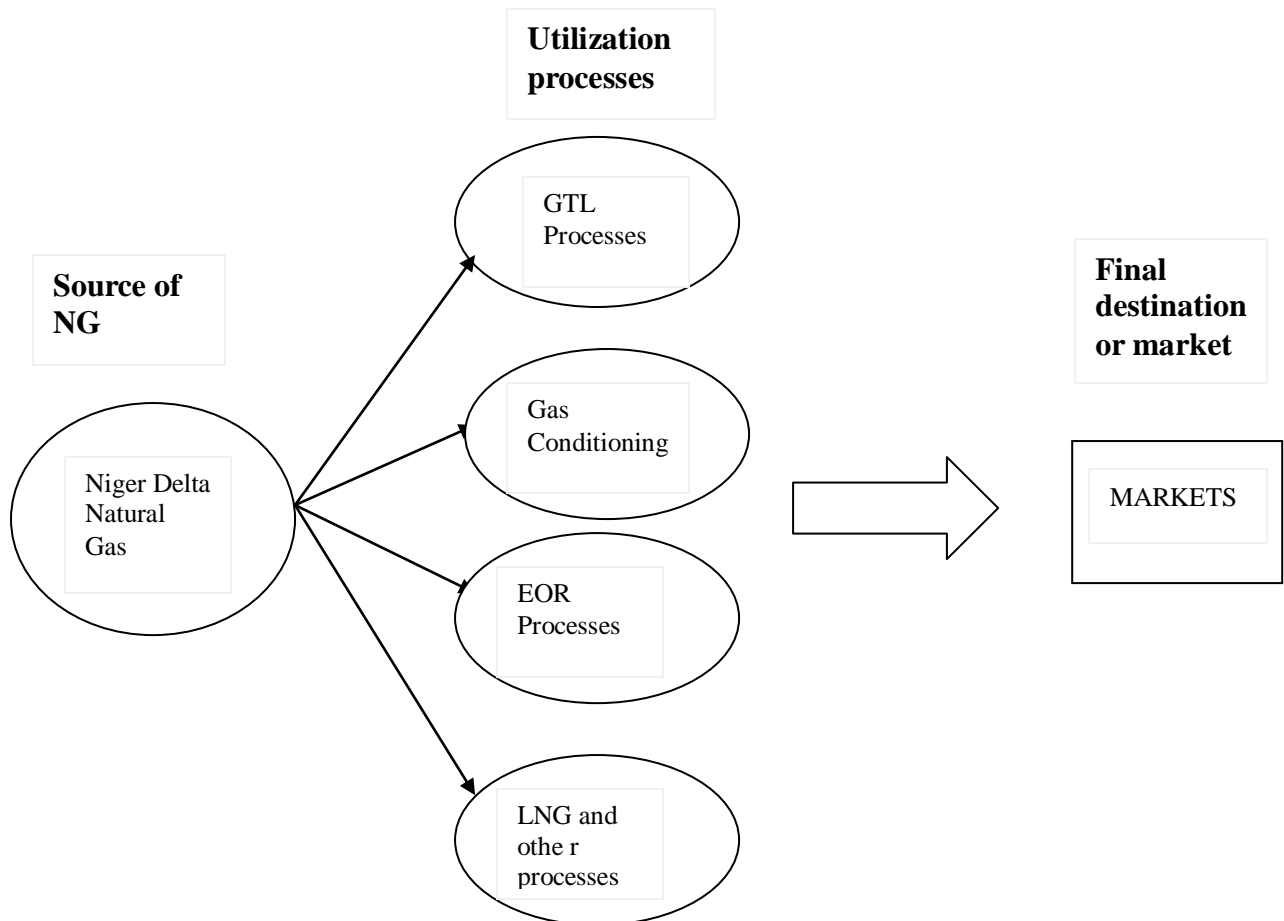 Utilization
processes
GTL
Processes
Source of
NG
Final
destination
or market
Gas
Conditioning
Niger Delta
Natural
Gas
MARKETS
EOR
Processes
LNG and
othe r
processes